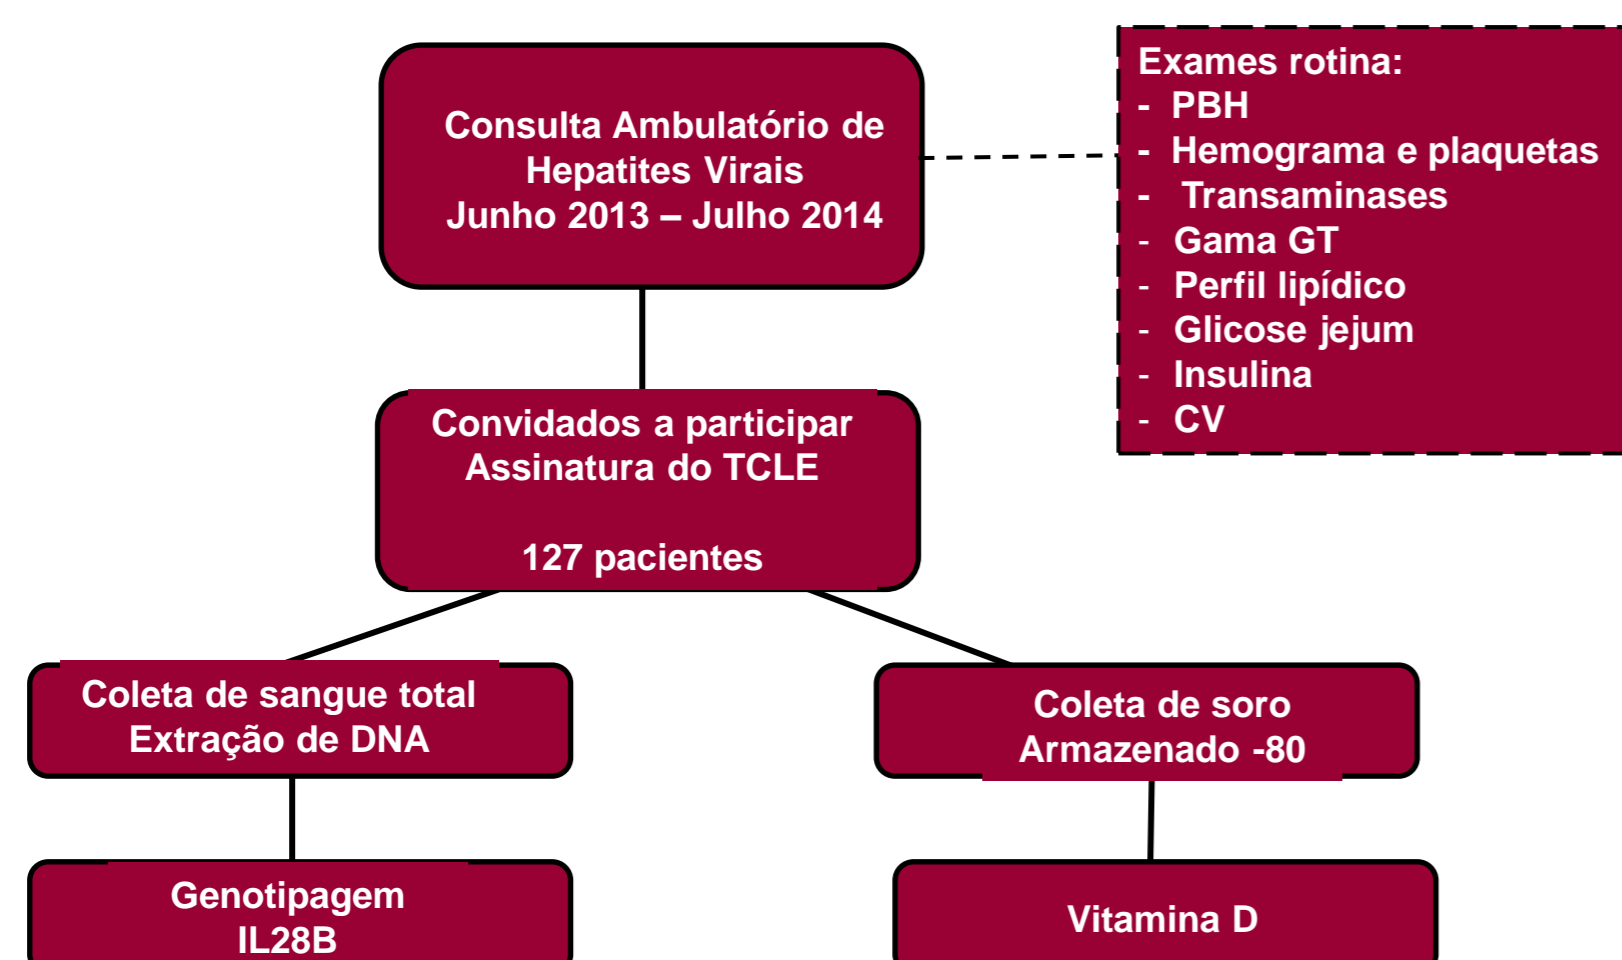 Consulta Ambulatório de
Hepatites Virais
Junho 2013 – Julho 2014
Exames rotina:
- PBH
- Hemograma e plaquetas
- Transaminases
- Gama GT
- Perfil lipídico
- Glicose jejum
- Insulina
- CV
Convidados a participar
Assinatura do TCLE
127 pacientes
Coleta de sangue total
Extração de DNA
Coleta de soro
Armazenado -80
Genotipagem
IL28B
Vitamina D